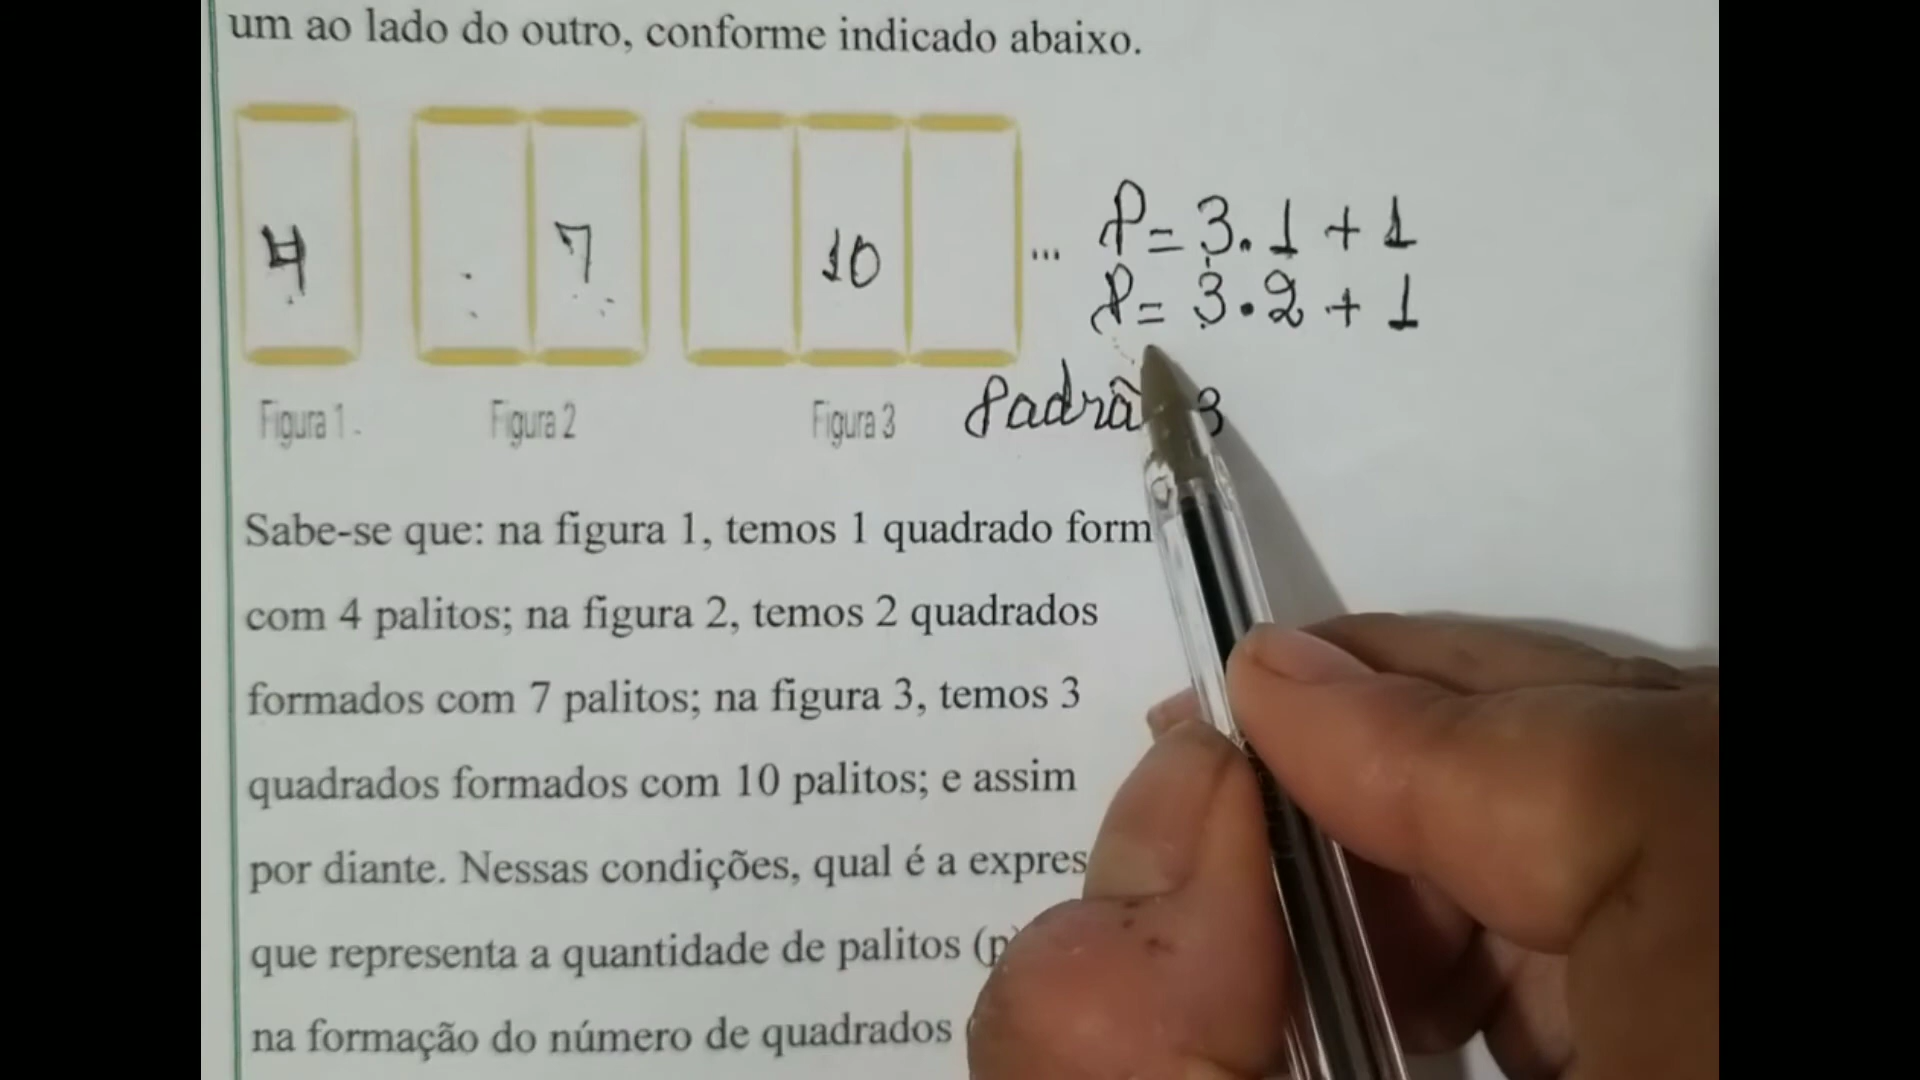 um ao lado do outro, conforme indicado abaixo.
4 7 10 ... P = 3.1 + 1
P = 3.2 + 1
Figura 1 Figura 2 Figura 3 Padrã 3
Sabe-se que: na figura 1, temos 1 quadrado form
com 4 palitos; na figura 2, temos 2 quadrados
formados com 7 palitos; na figura 3, temos 3
quadrados formados com 10 palitos; e assim
por diante. Nessas condições, qual é a expres
que representa a quantidade de palitos (p)
na formação do número de quadrados (